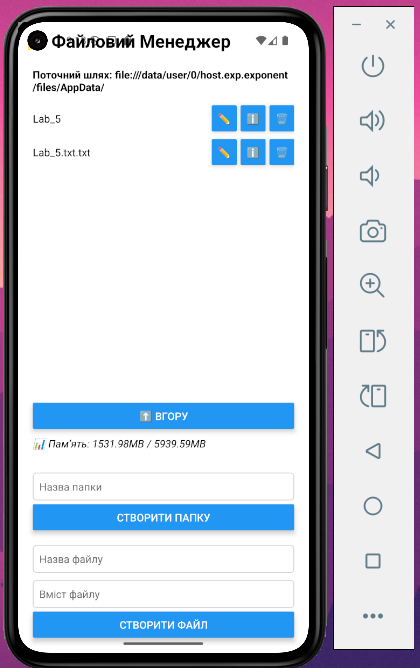 Файловий Менеджер
Поточний шлях: file:///data/user/0/host.exp.exponent
/files/AppData/
Lab_5
Lab_5.txt.txt
ВГОРУ
Пам'ять: 1531.98MB / 5939.59MB
Назва папки
СТВОРИТИ ПАПКУ
Назва файлу
Вміст файлу
СТВОРИТИ ФАЙЛ